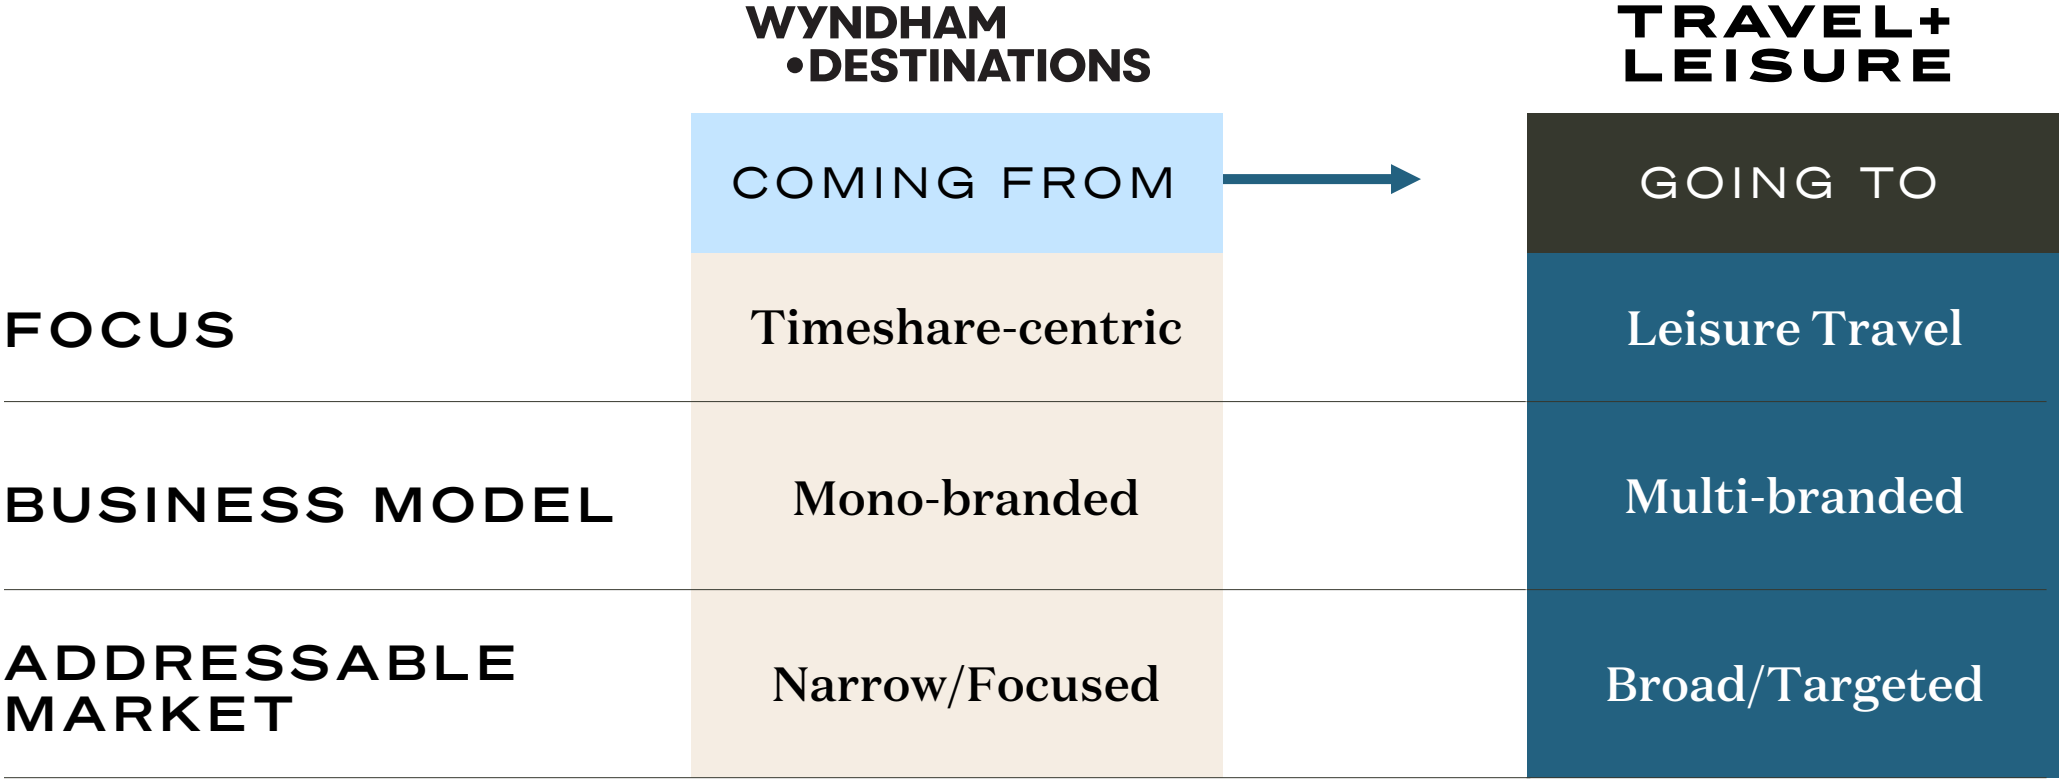 WYNDHAM
•DESTINATIONS
TRAVEL+
LEISURE
COMING FROM
GOING TO
FOCUS
Timeshare-centric
Leisure Travel
BUSINESS MODEL
Mono-branded
Multi-branded
ADDRESSABLE
MARKET
Narrow/Focused
Broad/Targeted